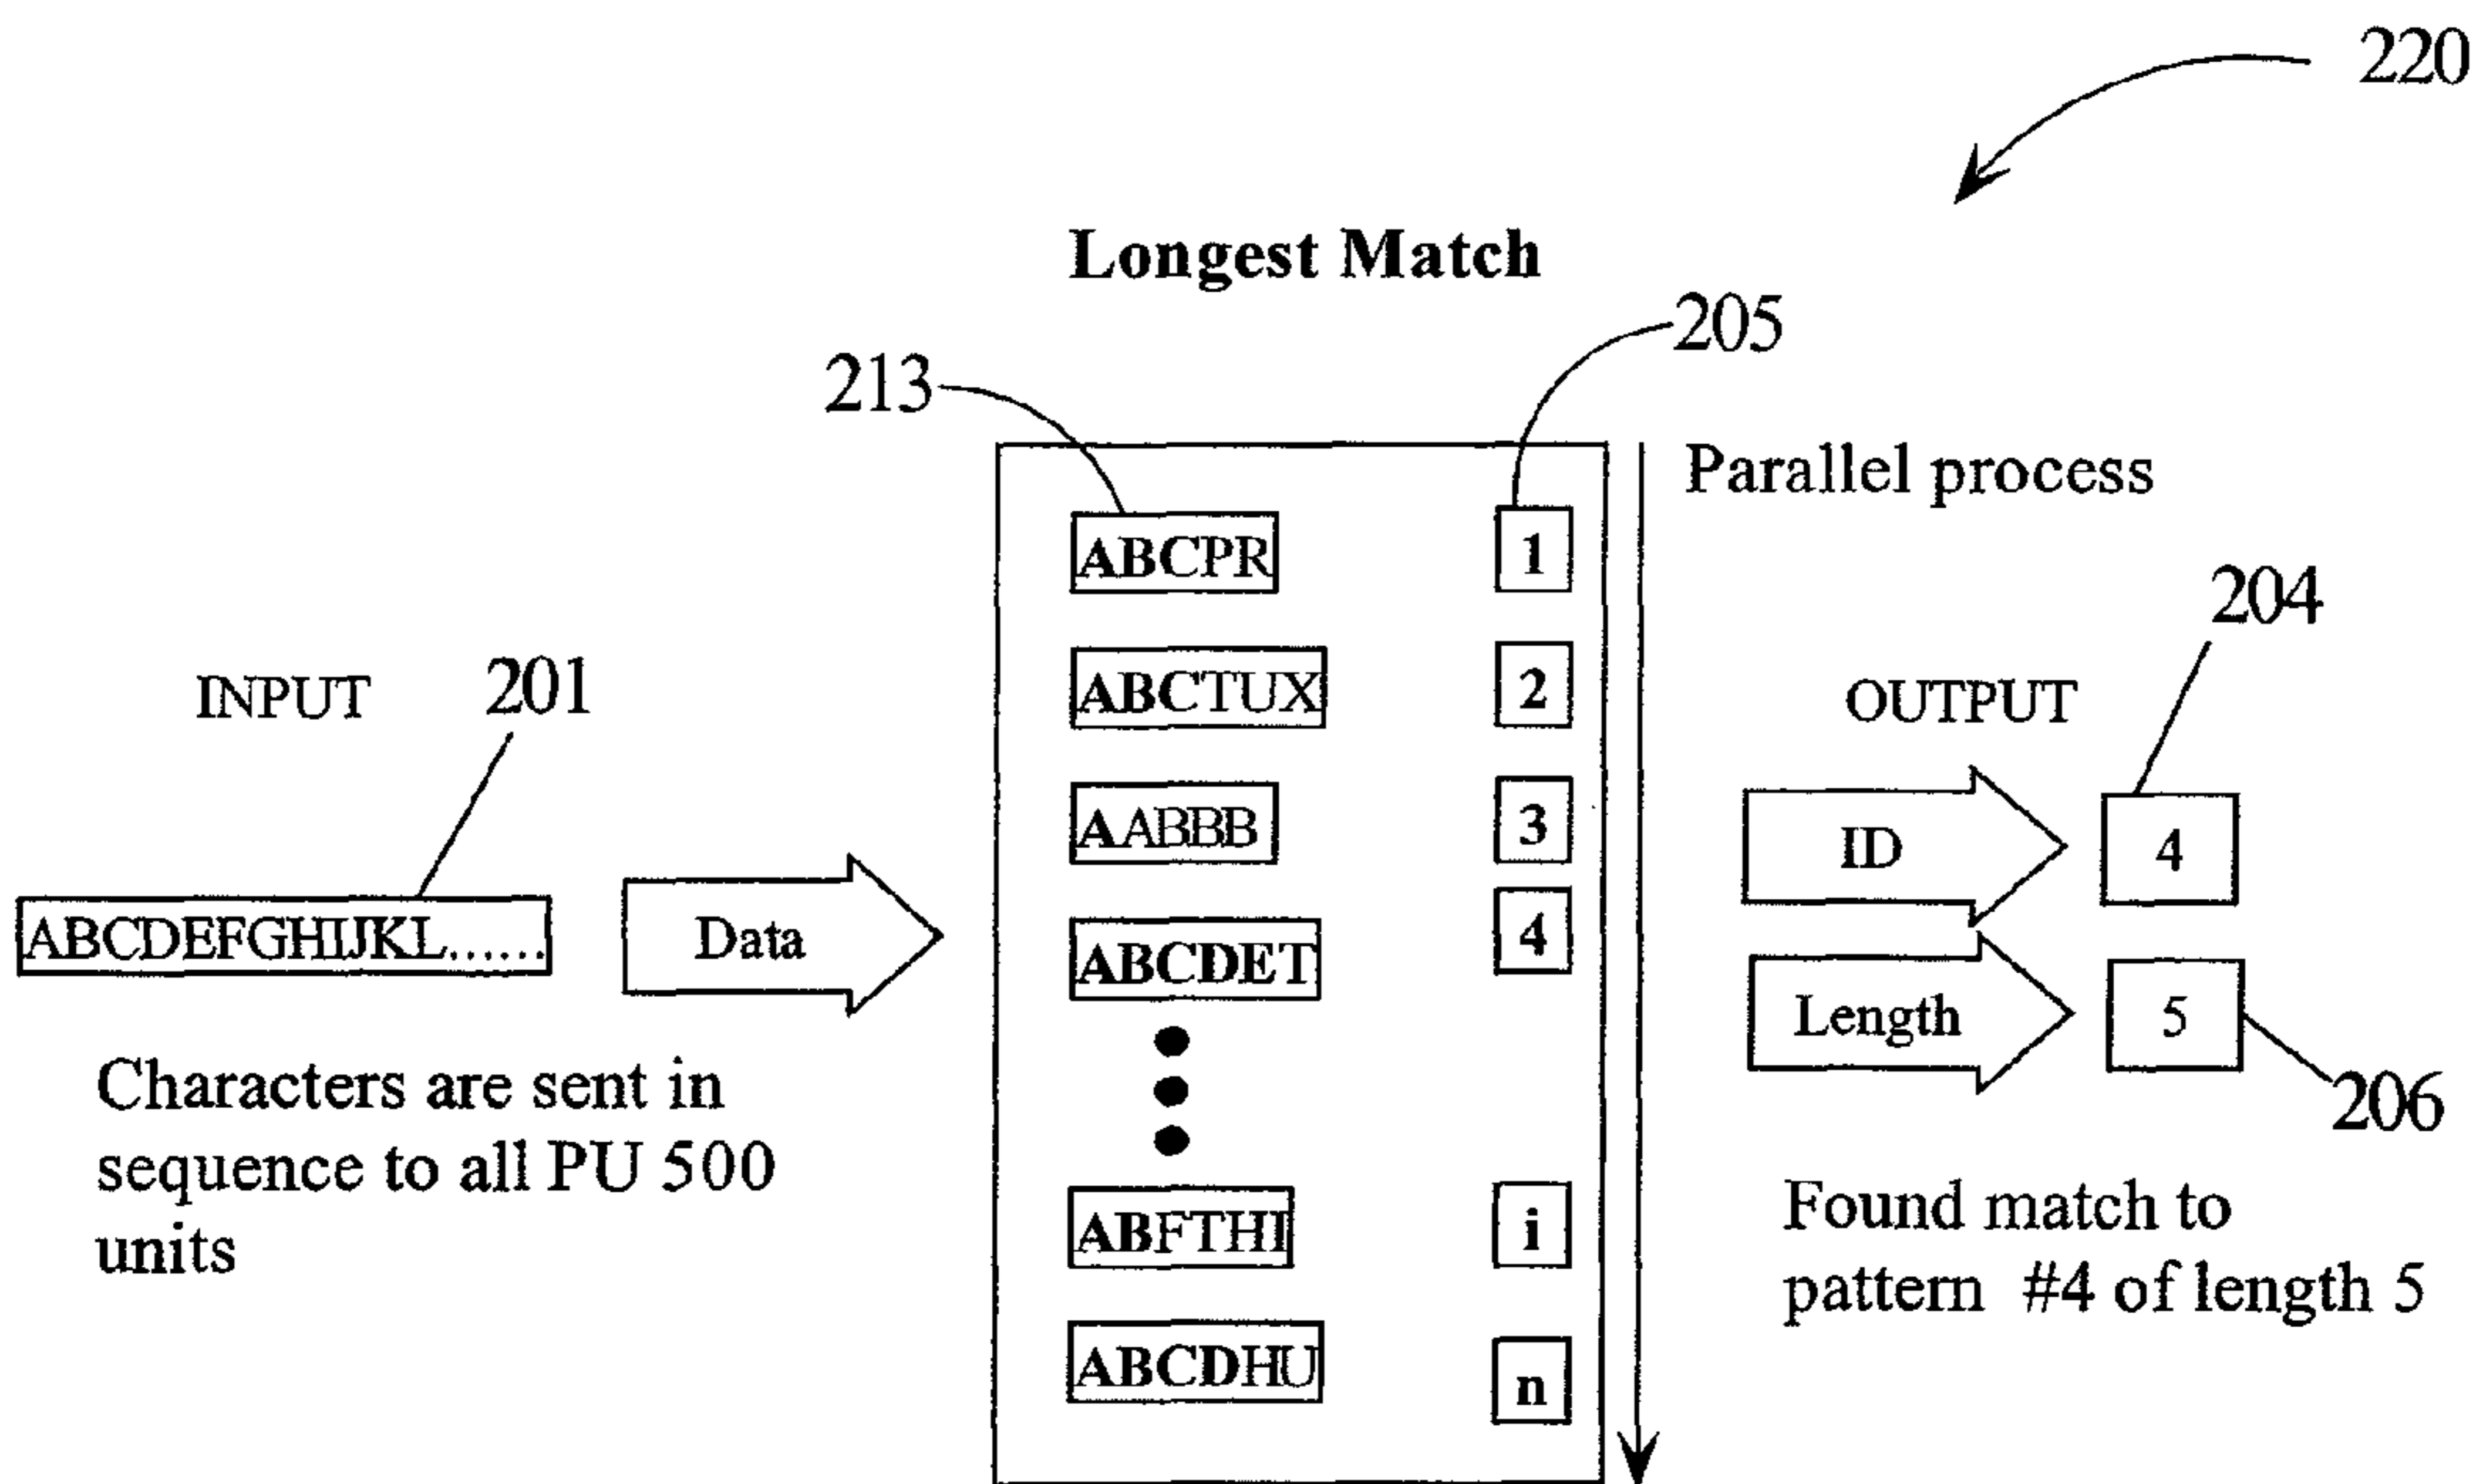 220
Longest Match
205
213
Parallel process
ABCPR 1
204
INPUT 201
ABCTUX 2
OUTPUT
AABBB 3
ID 4
ABCDEFGHIJKL......
Data
ABCDET 4
Length 5
206
Characters are sent in
sequence to all PU 500
units
ABFTHI i
Found match to
pattern #4 of length 5
ABCDHU n